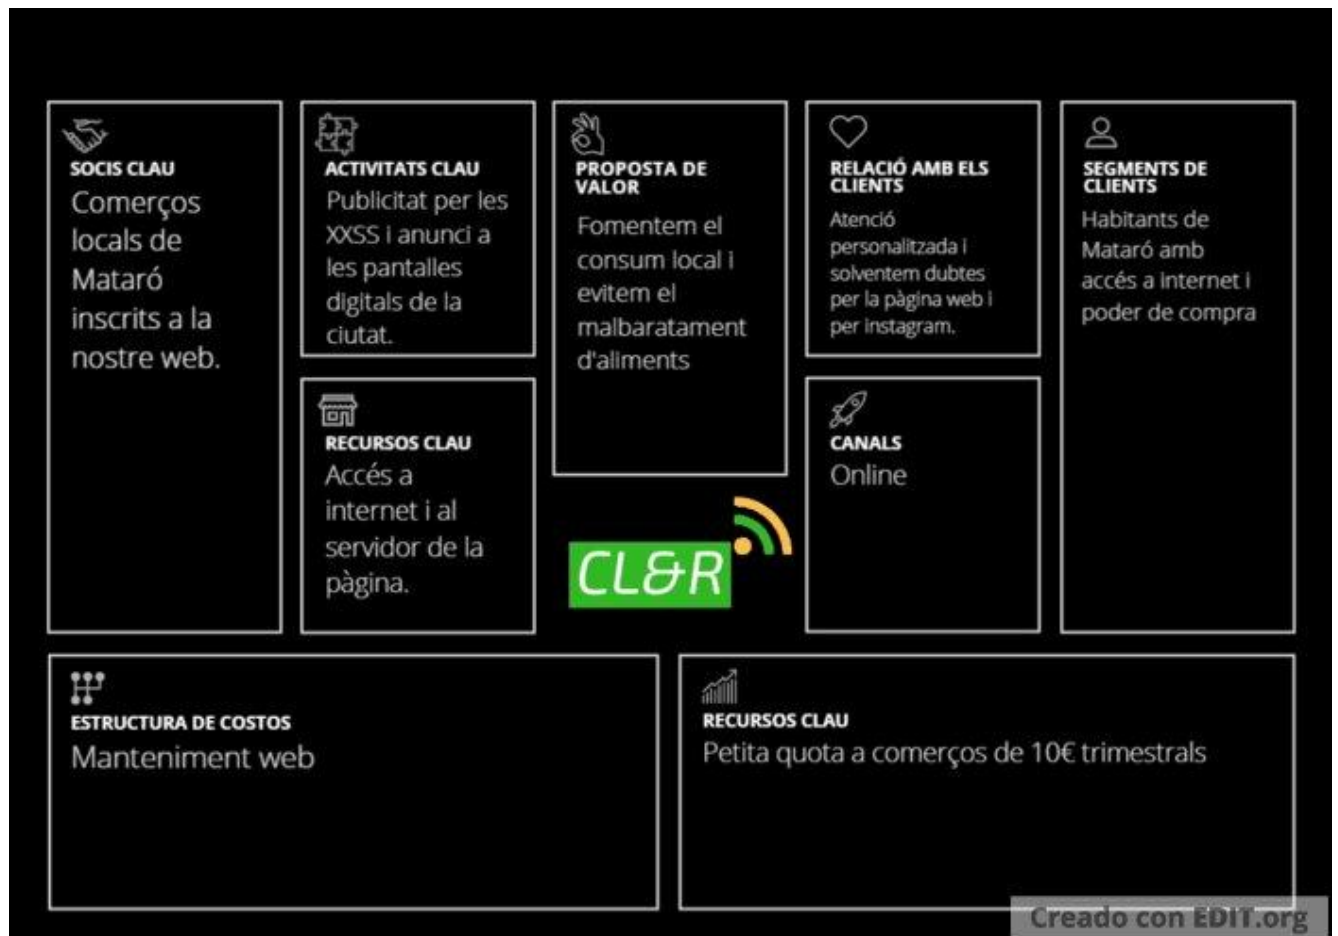 SOCIS CLAU
Comerços
locals de
Mataró
inscrits a la
nostre web.
ACTIVITATS CLAU
Publicitat per les
XXSS i anunci a
les pantalles
digitals de la
ciutat.
RECURSOS CLAU
Accés a
internet i al
servidor de la
pàgina.
PROPOSTA DE
VALOR
Fomentem el
consum local i
evitem el
malbaratament
d'aliments
CL&R
RELACIÓ AMB ELS
CLIENTS
Atenció
personalitzada i
solventem dubtes
per la pàgina web i
per instagram.
CANALS
Online
SEGMENTS DE
CLIENTS
Habitants de
Mataró amb
accés a internet i
poder de compra
ESTRUCTURA DE COSTOS
Manteniment web
RECURSOS CLAU
Petita quota a comerços de 10€ trimestrals
Creado con EDIT.org